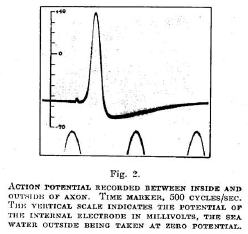 +40
0
-70
Fig. 2.
ACTION POTENTIAL RECORDED BETWEEN INSIDE AND
OUTSIDE OF AXON. TIME MARKER, 500 CYCLES/SEC.
THE VERTICAL SCALE INDICATES THE POTENTIAL OF
THE INTERNAL ELECTRODE IN MILLIVOLTS, THE SEA
WATER OUTSIDE BEING TAKEN AT ZERO POTENTIAL.